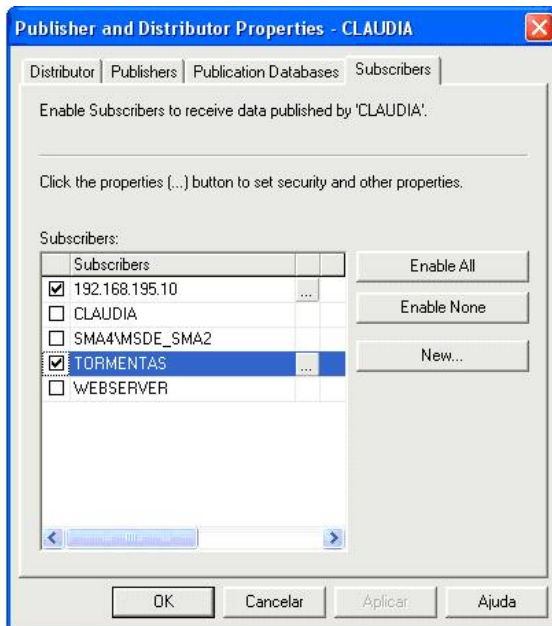 Publisher and Distributor Properties - CLAUDIA
Distributor Publishers Publication Databases Subscribers
Enable Subscribers to receive data published by 'CLAUDIA'.
Click the properties (...) button to set security and other properties.
Subscribers:
Subscribers
192.168.195.10 ...
CLAUDIA
SMA4\MSDE_SMA2
TORMENTAS ...
WEBSERVER
Enable All
Enable None
New...
OK Cancelar Aplicar Ajuda